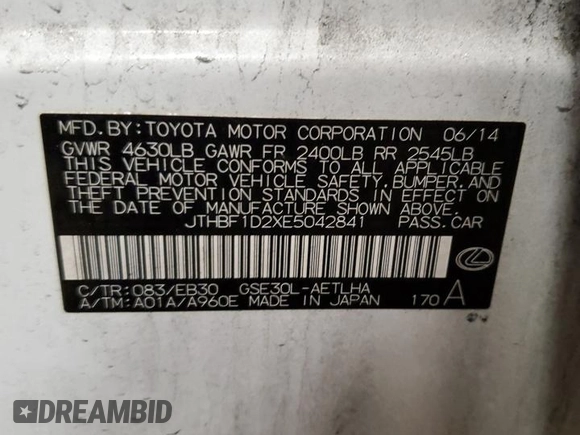 MFD. BY: TOYOTA MOTOR CORPORATION 06/14
GVWR 4630LB GAWR FR 2400LB RR 2545LB
THIS VEHICLE CONFORMS TO ALL APPLICABLE
FEDERAL MOTOR VEHICLE SAFETY, BUMPER, AND
THEFT PREVENTION STANDARDS IN EFFECT ON
THE DATE OF MANUFACTURE SHOWN ABOVE.
JTHBF1D2XE5042841 PASS.CAR
C/TR: 083/EB30 GSE30L-AETLHA
A/TM: A01A/A960E MADE IN JAPAN 170 A
DREAMBID